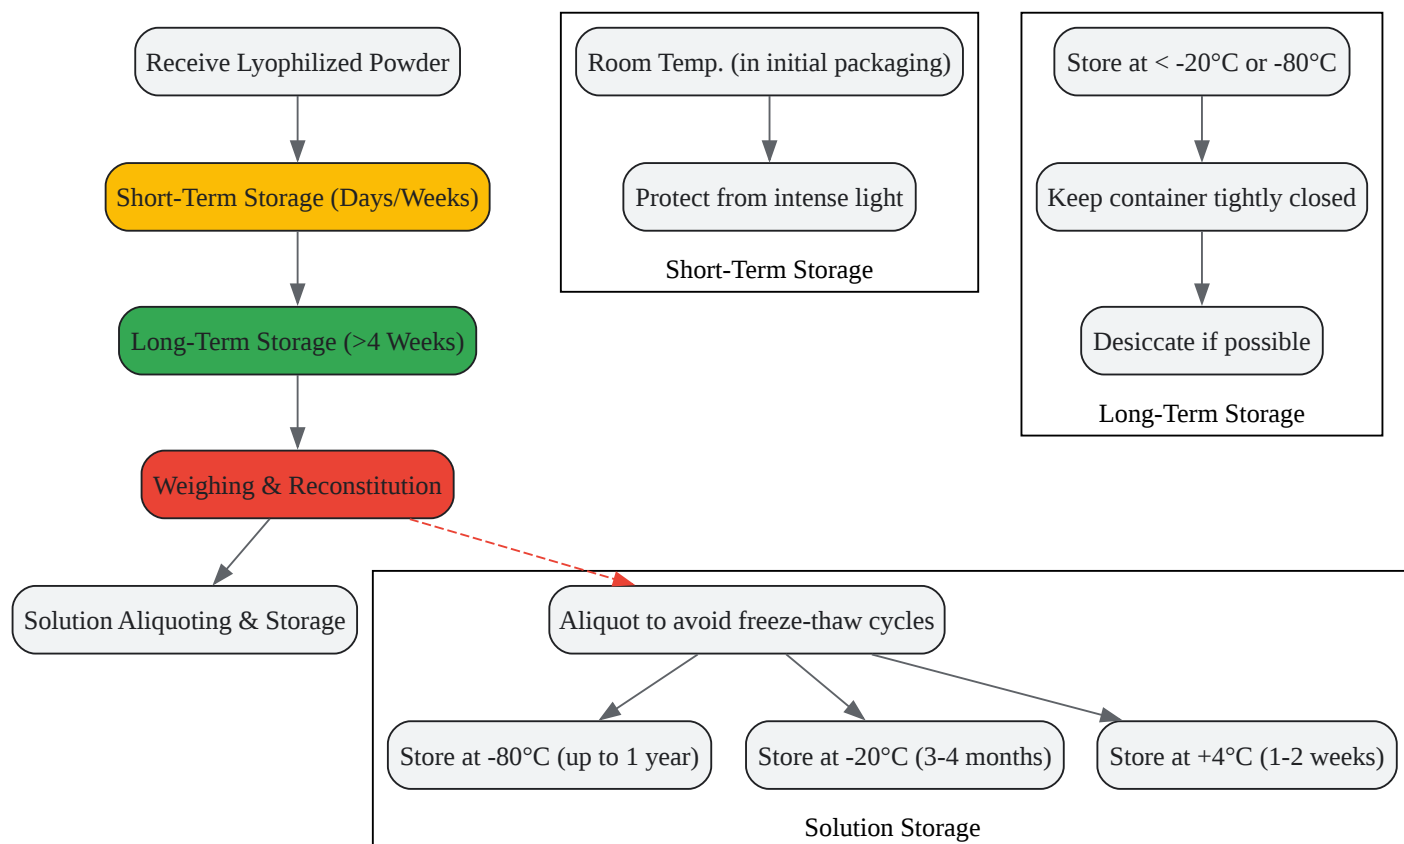 Receive Lyophilized Powder
Short-Term Storage (Days/Weeks)
Long-Term Storage (>4 Weeks)
Weighing & Reconstitution
Solution Aliquoting & Storage
Room Temp. (in initial packaging)
Protect from intense light
Short-Term Storage
Store at < -20°C or -80°C
Keep container tightly closed
Desiccate if possible
Long-Term Storage
Aliquot to avoid freeze-thaw cycles
Store at -80°C (up to 1 year)
Store at -20°C (3-4 months)
Store at +4°C (1-2 weeks)
Solution Storage